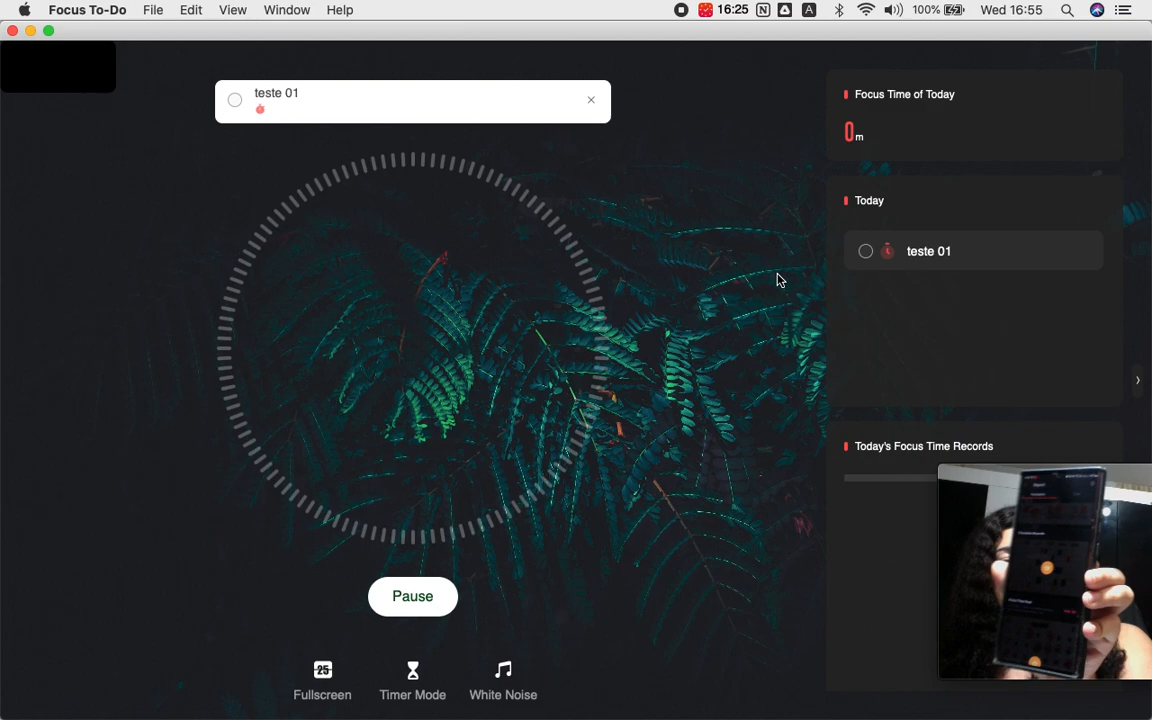 Focus To-Do File Edit View Window Help 16:25 N A 100% Wed 16:55
teste 01
Focus Time of Today
0m
Today
teste 01
Today's Focus Time Records
Pause
25
Fullscreen Timer Mode White Noise